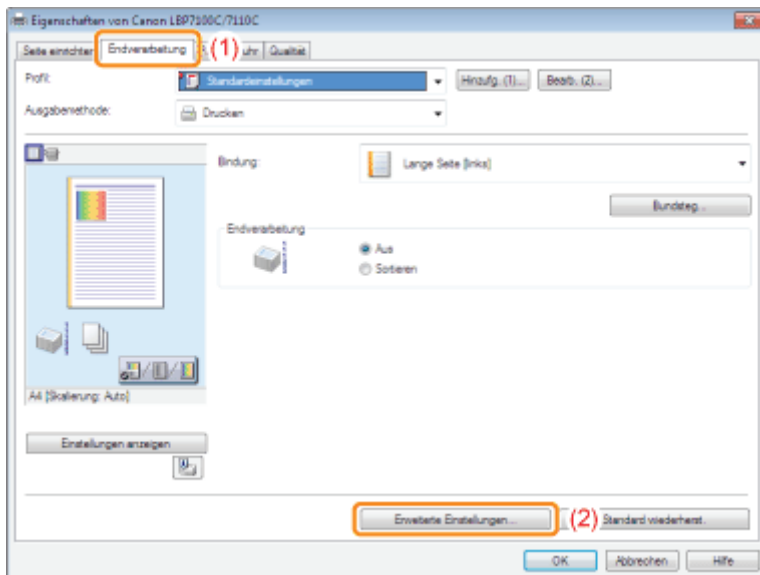 Eigenschaften von Canon LBP7100C/7110C
Seite einrichten Endverarbeitung (1) uhr Qualität
Profil: Standardeinstellungen Hinzufg. (1)... Bearb. (2)...
Ausgabemethode: Drucken
Bindung: Lange Seite [links]
Bundsteg...
Endverarbeitung
Aus
Sortieren
A4 [Skalierung: Auto]
Einstellungen anzeigen
Erweiterte Einstellungen... (2) Standard wiederherst.
OK Abbrechen Hilfe